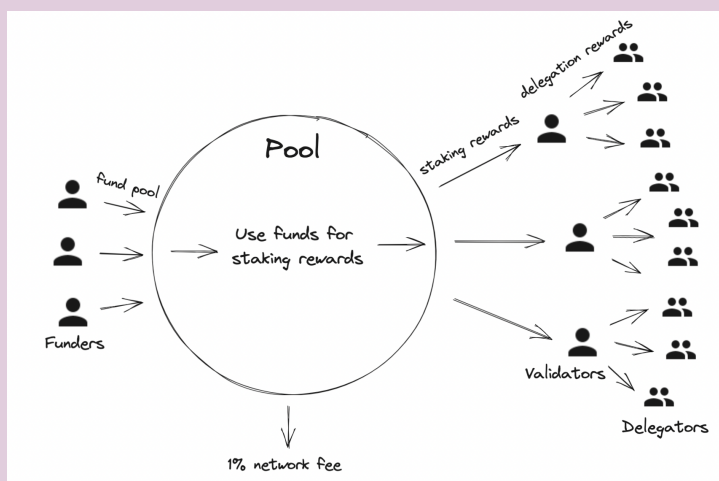 delegation rewards
staking rewards
Pool
fund pool
Use funds for
staking rewards
Funders
Validators
Delegators
1% network fee